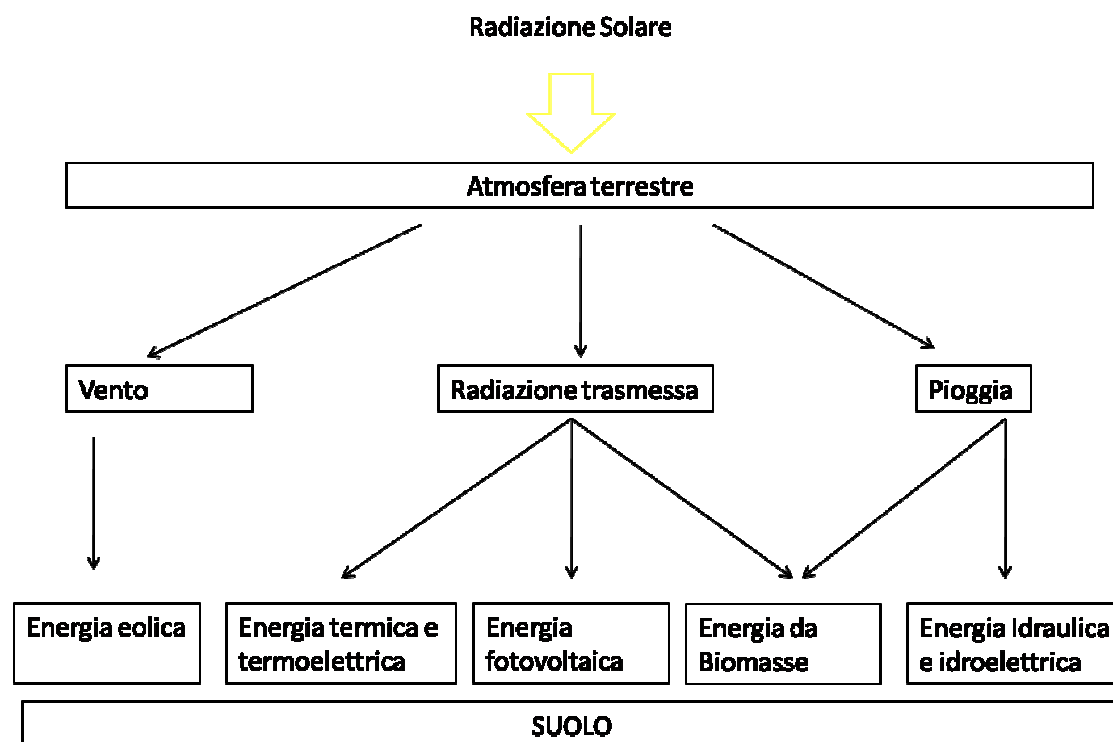 Radiazione Solare
Atmosfera terrestre
Vento
Radiazione trasmessa
Pioggia
Energia eolica
Energia termica e
termoelettrica
Energia
fotovoltaica
Energia da
Biomasse
Energia Idraulica
e idroelettrica
SUOLO